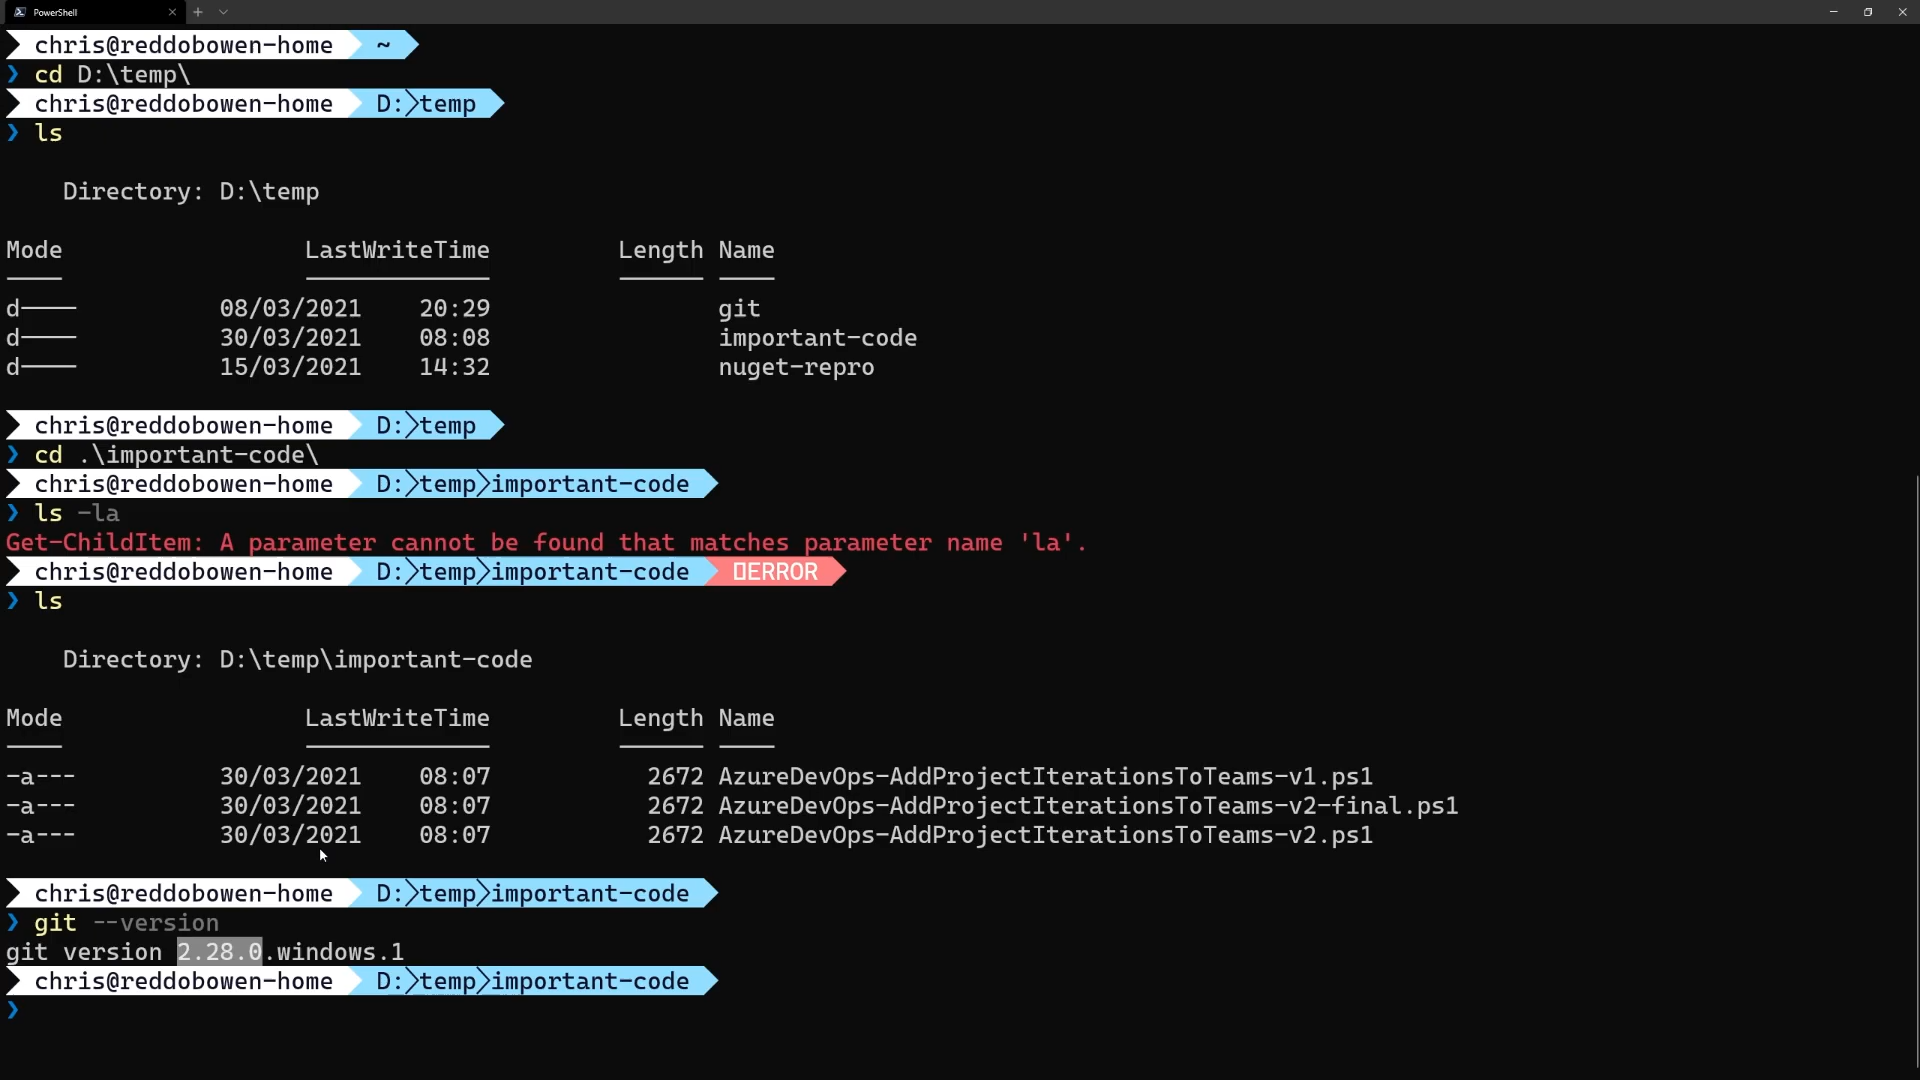 PowerShell
chris@reddobowen-home ~
❯ cd D:\temp\
chris@reddobowen-home D: temp
❯ ls
Directory: D:\temp
Mode LastWriteTime Length Name
---- ------------- ------ ----
d---- 08/03/2021 20:29 git
d---- 30/03/2021 08:08 important-code
d---- 15/03/2021 14:32 nuget-repro
chris@reddobowen-home D: temp
❯ cd .\important-code\
chris@reddobowen-home D: temp important-code
❯ ls -la
Get-ChildItem: A parameter cannot be found that matches parameter name 'la'.
chris@reddobowen-home D: temp important-code ERROR
❯ ls
Directory: D:\temp\important-code
Mode LastWriteTime Length Name
---- ------------- ------ ----
-a--- 30/03/2021 08:07 2672 AzureDevOps-AddProjectIterationsToTeams-v1.ps1
-a--- 30/03/2021 08:07 2672 AzureDevOps-AddProjectIterationsToTeams-v2-final.ps1
-a--- 30/03/2021 08:07 2672 AzureDevOps-AddProjectIterationsToTeams-v2.ps1
chris@reddobowen-home D: temp important-code
❯ git --version
git version 2.28.0.windows.1
chris@reddobowen-home D: temp important-code
❯